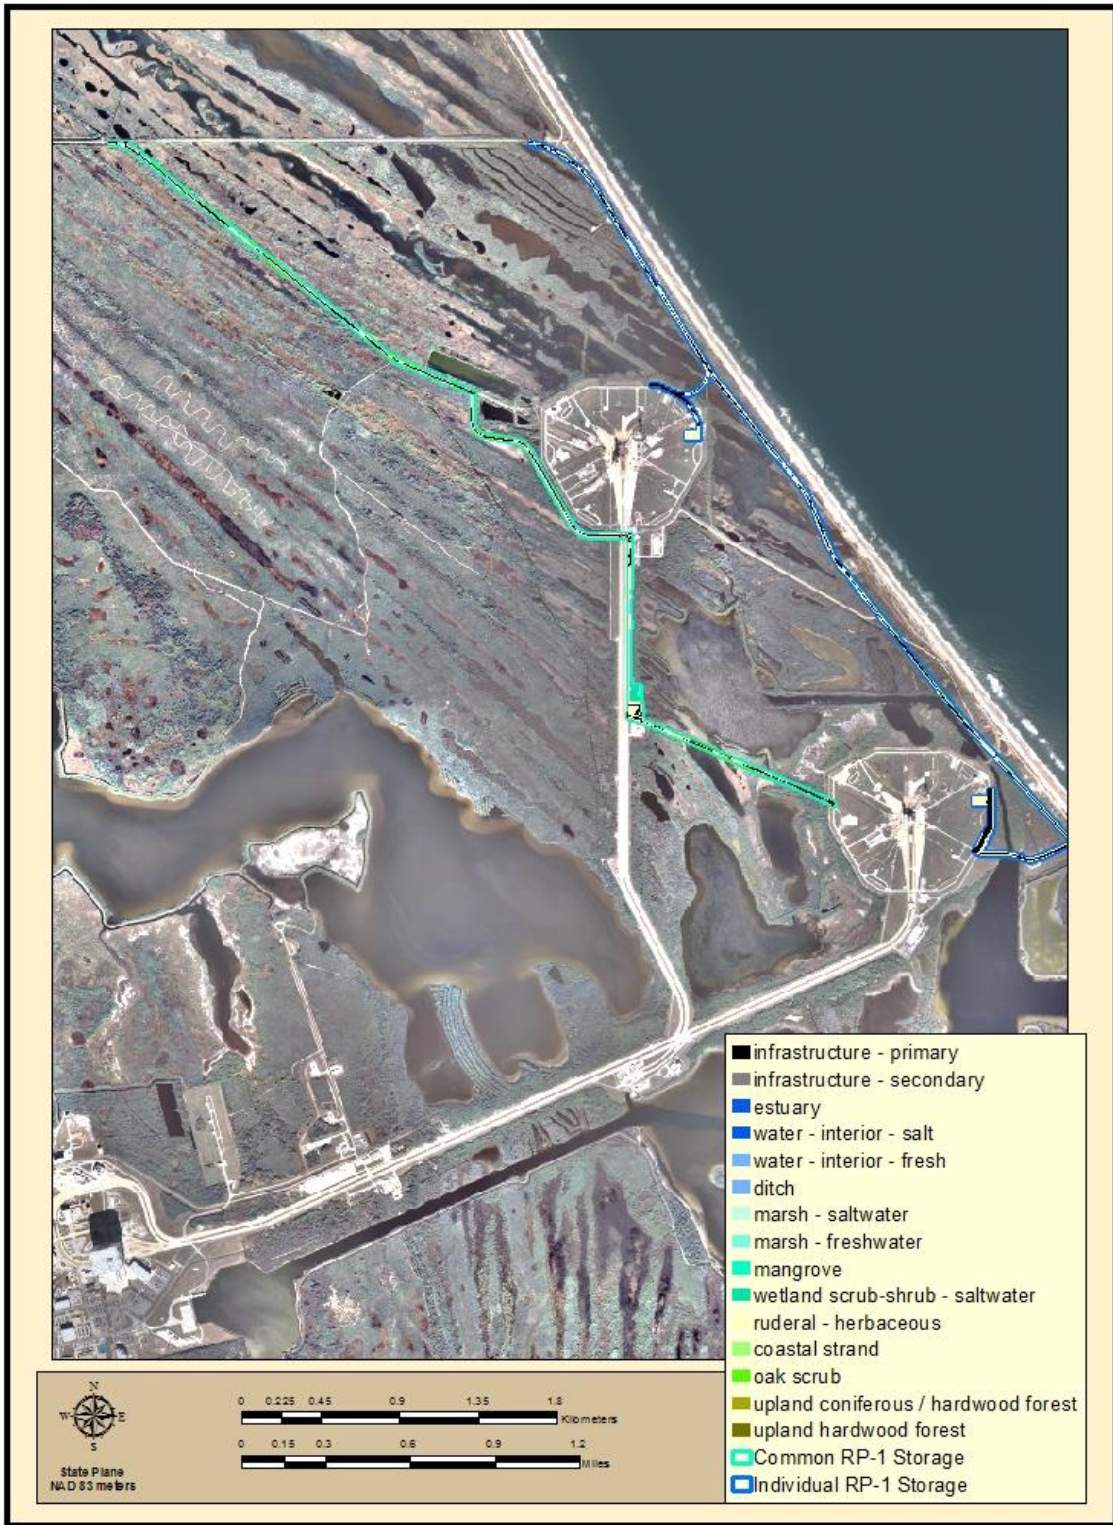 infrastructure - primary
infrastructure - secondary
estuary
water - interior - salt
water - interior - fresh
ditch
marsh - saltwater
marsh - freshwater
mangrove
wetland scrub-shrub - saltwater
ruderal - herbaceous
coastal strand
oak scrub
upland coniferous / hardwood forest
upland hardwood forest
Common RP-1 Storage
Individual RP-1 Storage
N
W E
S
State Plane
NAD 83 meters
0 0.225 0.45 0.9 1.35 1.8
Kilometers
0 0.15 0.3 0.6 0.9 1.2
Miles